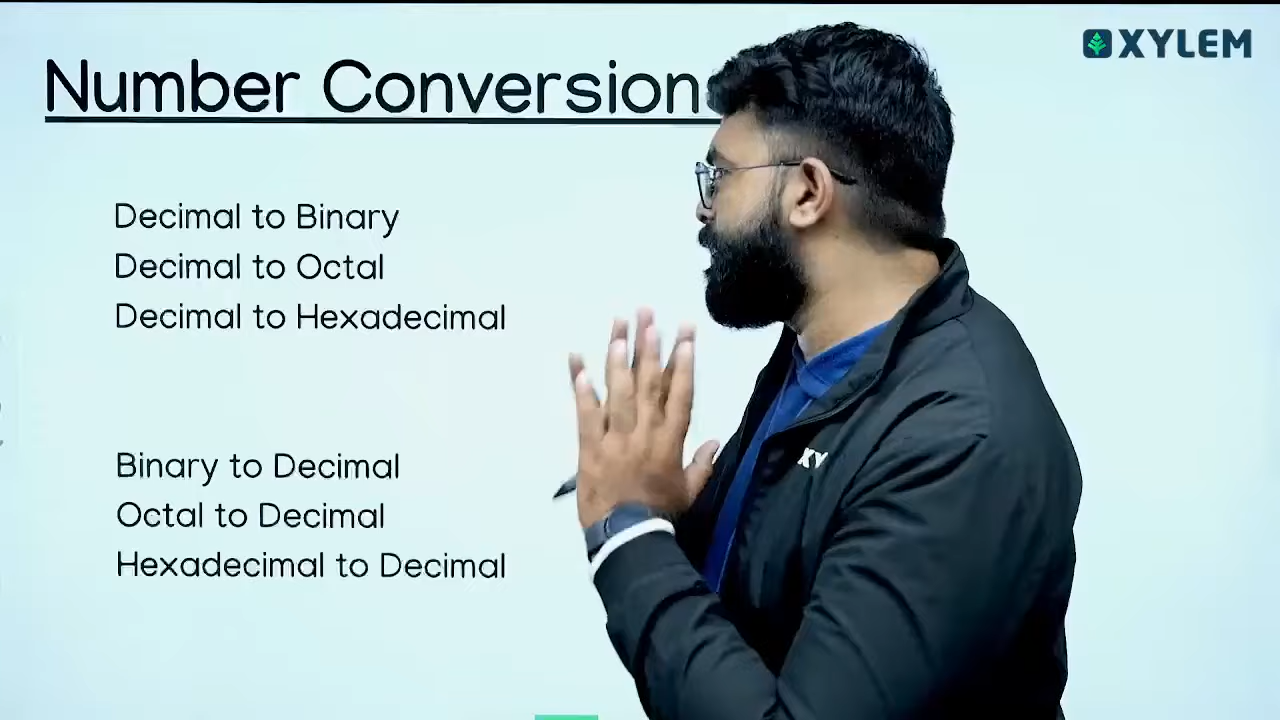 XYLEM
Number Conversion
Decimal to Binary
Decimal to Octal
Decimal to Hexadecimal
Binary to Decimal
Octal to Decimal
Hexadecimal to Decimal
XY